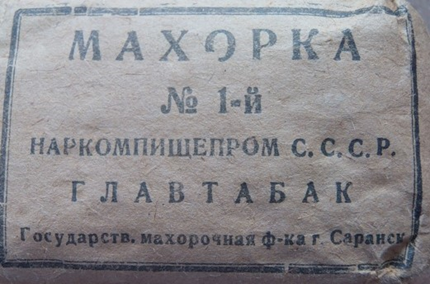 МАХОРКА
№ 1-й
НАРКОМПИЩЕПРОМ С. С. С. Р.
ГЛАВТАБАК
Государств. махорочная ф-ка г. Саранск